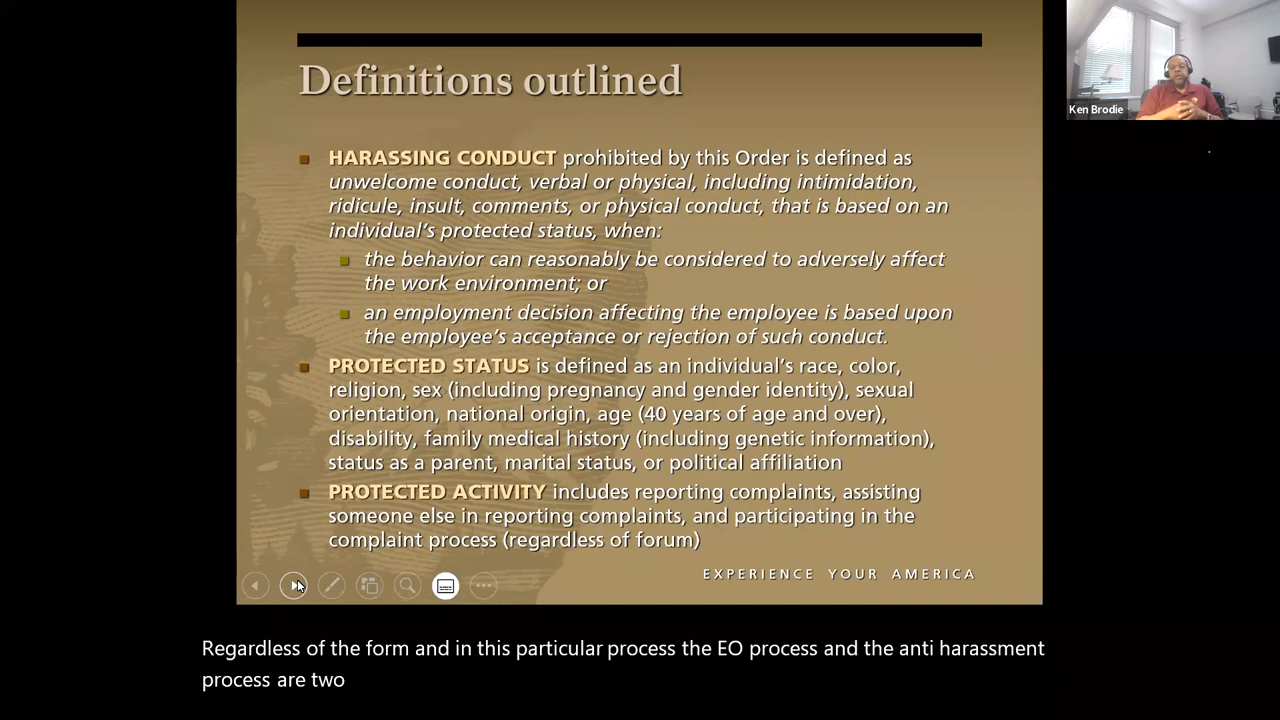 Definitions outlined
HARASSING CONDUCT prohibited by this Order is defined as
unwelcome conduct, verbal or physical, including intimidation,
ridicule, insult, comments, or physical conduct, that is based on an
individual's protected status, when:
the behavior can reasonably be considered to adversely affect
the work environment; or
an employment decision affecting the employee is based upon
the employee's acceptance or rejection of such conduct.
PROTECTED STATUS is defined as an individual's race, color,
religion, sex (including pregnancy and gender identity), sexual
orientation, national origin, age (40 years of age and over),
disability, family medical history (including genetic information),
status as a parent, marital status, or political affiliation
PROTECTED ACTIVITY includes reporting complaints, assisting
someone else in reporting complaints, and participating in the
complaint process (regardless of forum)
EXPERIENCE YOUR AMERICA
Ken Brodie
Regardless of the form and in this particular process the EO process and the anti harassment
process are two